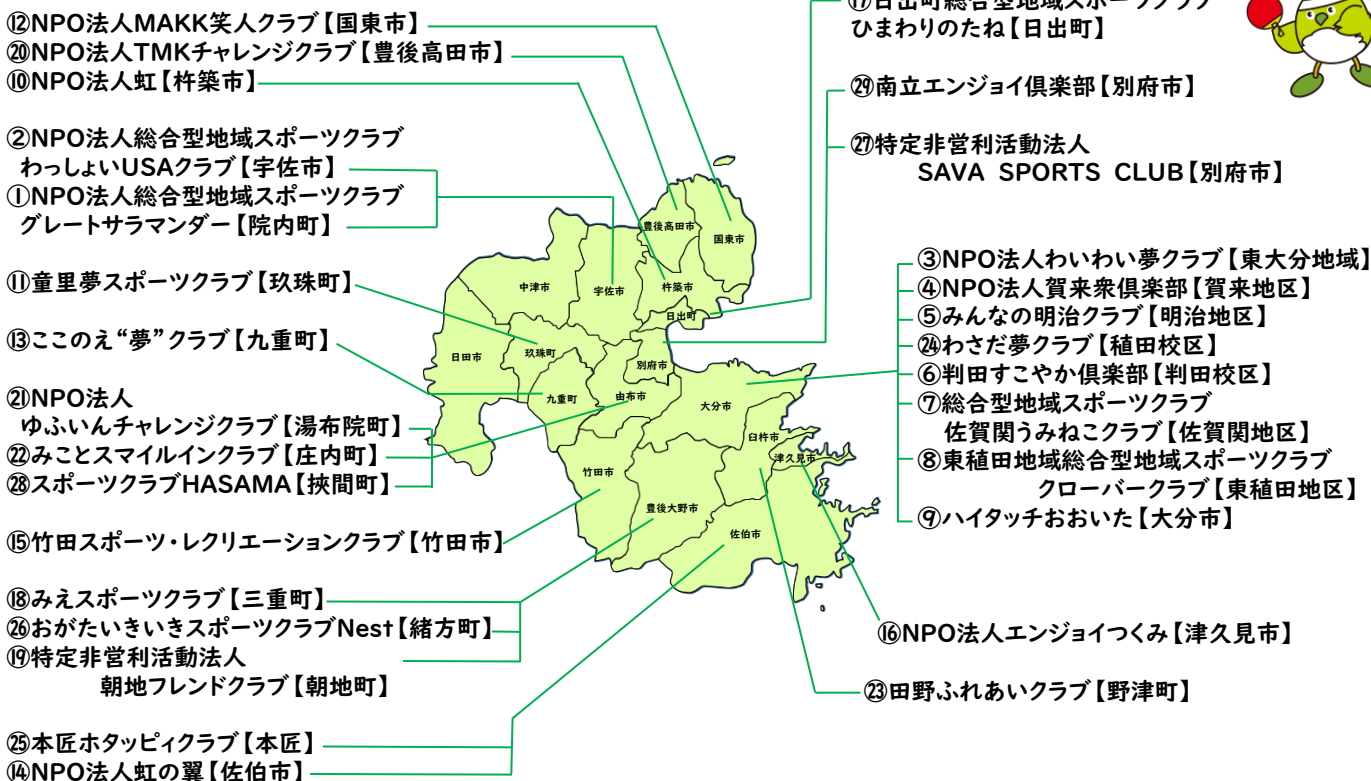 ⑫NPO法人MAKK笑人クラブ【国東市】
⑳NPO法人TMKチャレンジクラブ【豊後高田市】
⑩NPO法人虹【杵築市】
②NPO法人総合型地域スポーツクラブ
わっしょいUSAクラブ【宇佐市】
①NPO法人総合型地域スポーツクラブ
グレートサラマンダー【院内町】
⑪童里夢スポーツクラブ【玖珠町】
⑬ここのえ“夢”クラブ【九重町】
㉑NPO法人
ゆふいんチャレンジクラブ【湯布院町】
㉒みことスマイルインクラブ【庄内町】
㉘スポーツクラブHASAMA【挾間町】
⑮竹田スポーツ・レクリエーションクラブ【竹田市】
⑱みえスポーツクラブ【三重町】
㉖おがたいきいきスポーツクラブNest【緒方町】
⑲特定非営利活動法人
朝地フレンドクラブ【朝地町】
㉕本匠ホタッピィクラブ【本匠】
⑭NPO法人虹の翼【佐伯市】
豊後高田市
国東市
中津市
宇佐市
杵築市
日出町
日田市
玖珠町
別府市
九重町
由布市
大分市
臼杵市
津久見市
竹田市
豊後大野市
佐伯市
⑰日出町総合型地域スポーツクラブ
ひまわりのたね【日出町】
㉙南立エンジョイ倶楽部【別府市】
㉗特定非営利活動法人
SAVA SPORTS CLUB【別府市】
③NPO法人わいわい夢クラブ【東大分地域】
④NPO法人賀来衆倶楽部【賀来地区】
⑤みんなの明治クラブ【明治地区】
㉔わさだ夢クラブ【稙田校区】
⑥判田すこやか倶楽部【判田校区】
⑦総合型地域スポーツクラブ
佐賀関うみねこクラブ【佐賀関地区】
⑧東稙田地域総合型地域スポーツクラブ
クローバークラブ【東稙田地区】
⑨ハイタッチおおいた【大分市】
⑯NPO法人エンジョイつくみ【津久見市】
㉓田野ふれあいクラブ【野津町】